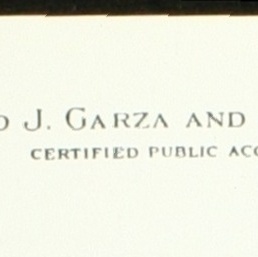 J. GARZA AND
CERTIFIED PUBLIC